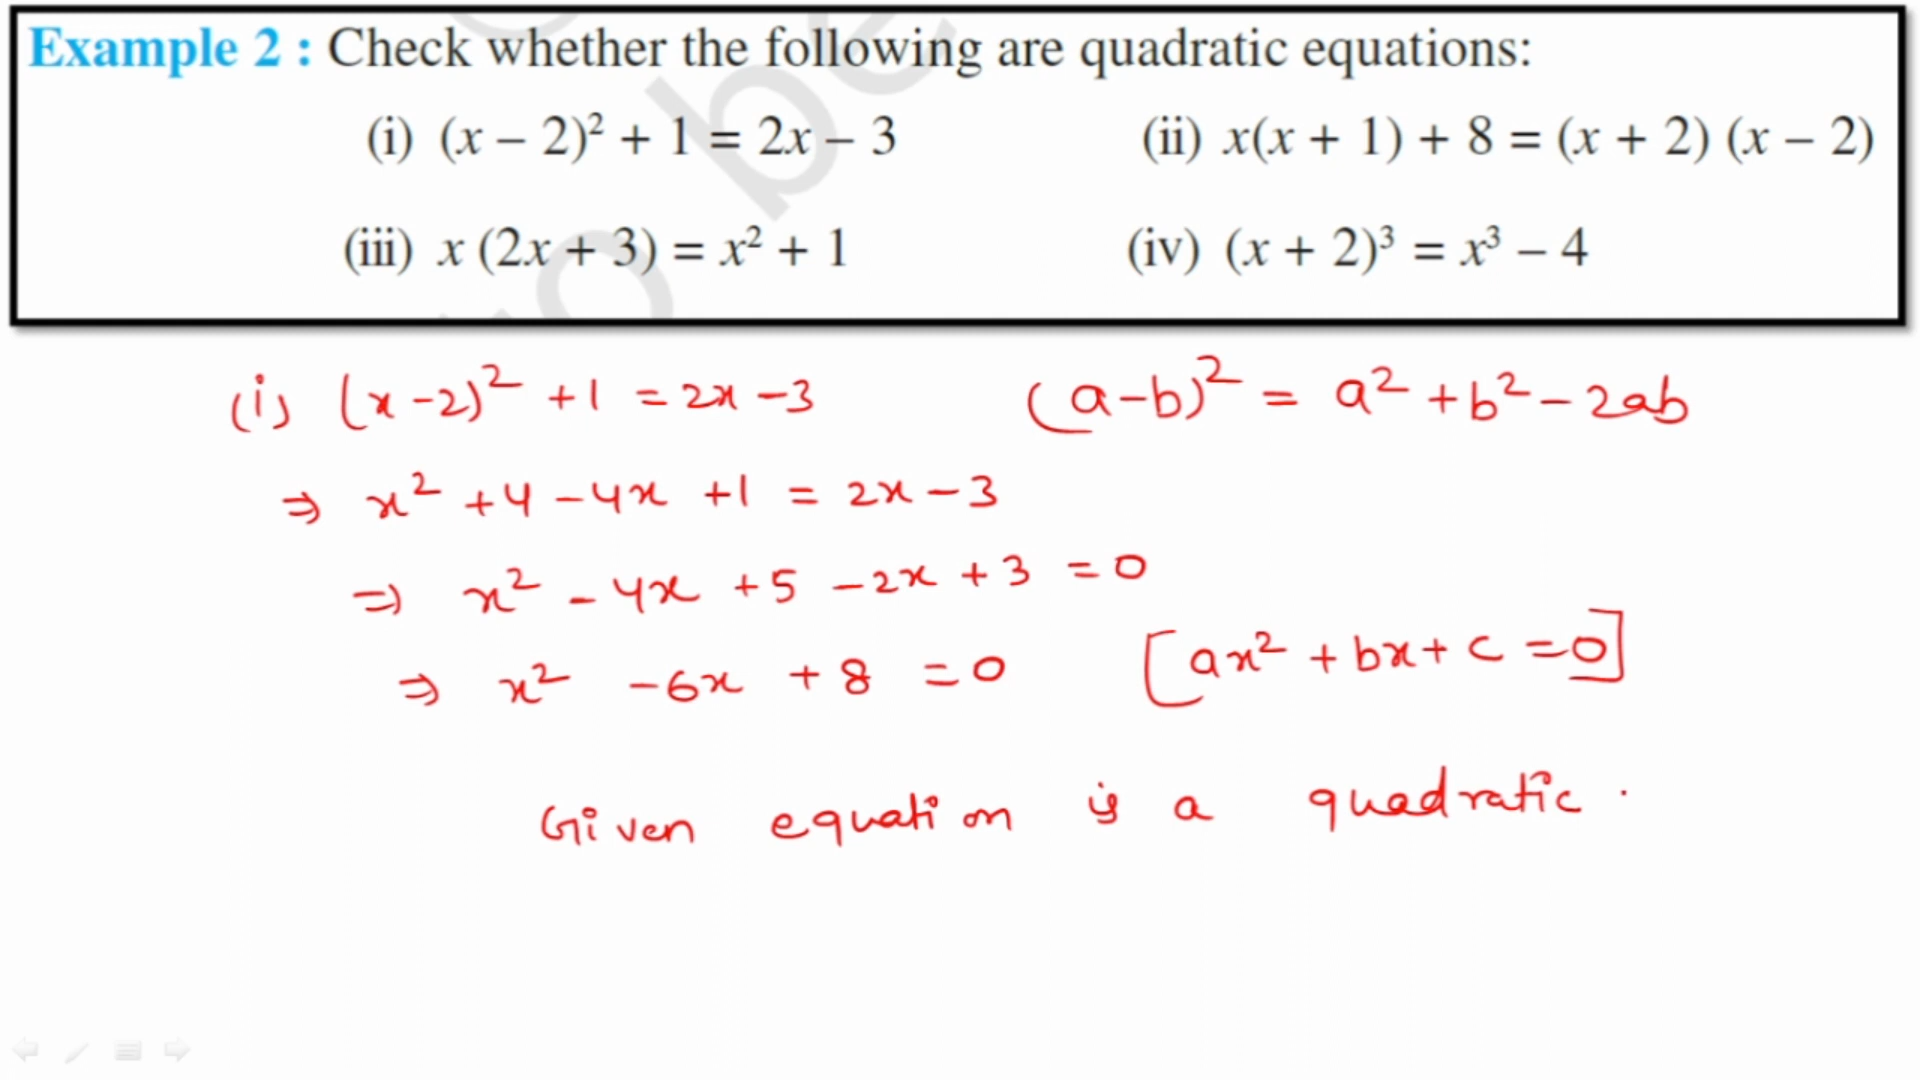 Example 2 : Check whether the following are quadratic equations:
(i) (x – 2)² + 1 = 2x – 3 (ii) x(x + 1) + 8 = (x + 2) (x – 2)
(iii) x (2x + 3) = x² + 1 (iv) (x + 2)³ = x³ – 4
(i) (x-2)² +1 = 2x -3 (a-b)² = a² +b² -2ab
⇒ x² +4 -4x +1 = 2x -3
⇒ x² - 4x +5 -2x +3 =0
⇒ x² -6x +8 =0 [ax² + bx + c =0]
Given equation is a quadratic .
to be